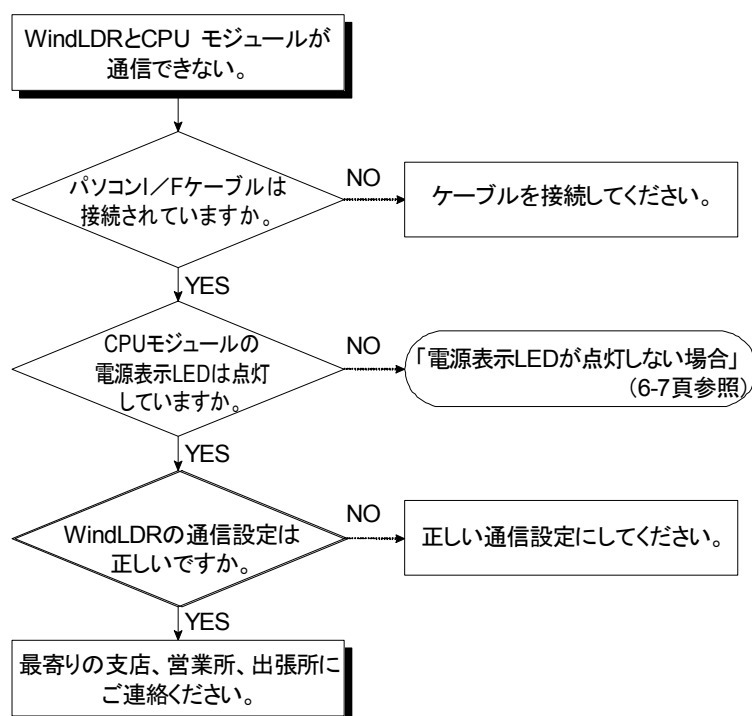 WindLDRとCPU モジュールが
通信できない。
パソコンI／Fケーブルは
接続されていますか。
NO
ケーブルを接続してください。
YES
CPUモジュールの
電源表示LEDは点灯
していますか。
NO
「電源表示LEDが点灯しない場合」
(6-7頁参照)
YES
WindLDRの通信設定は
正しいですか。
NO
正しい通信設定にしてください。
YES
最寄りの支店、営業所、出張所に
ご連絡ください。